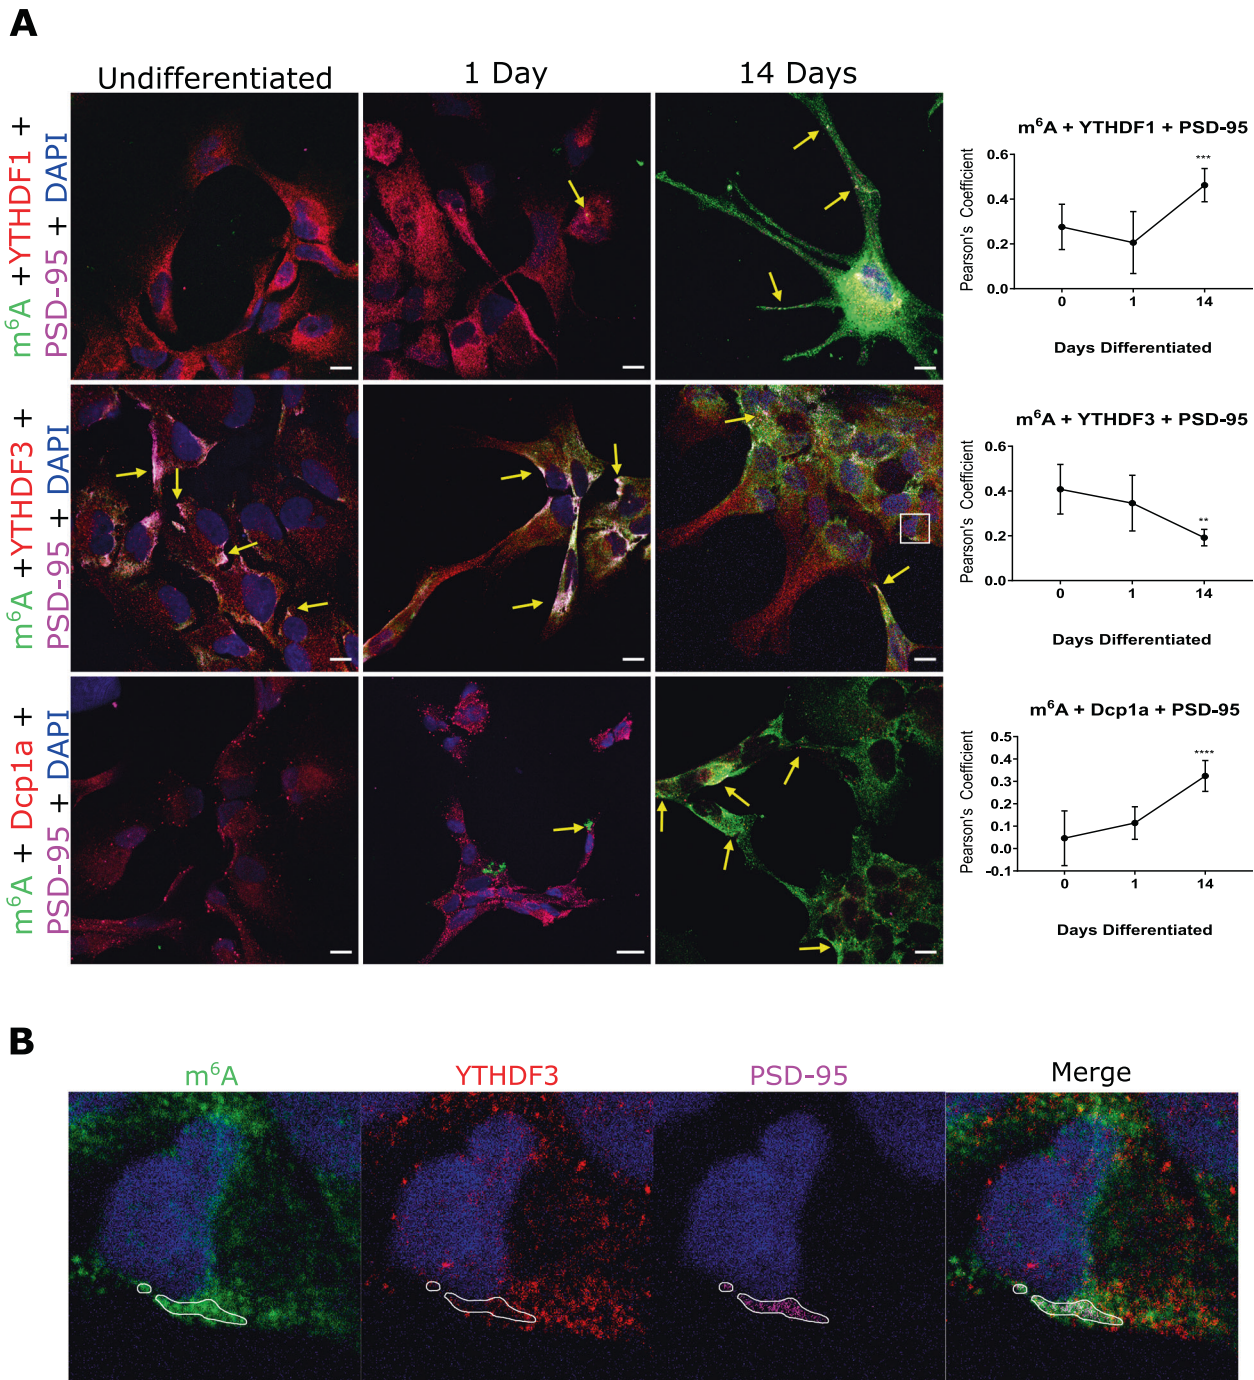 A
Undifferentiated
1 Day
14 Days
m⁶A +YTHDF1 +
PSD-95 + DAPI
m⁶A + YTHDF1 + PSD-95
Pearson's Coefficient
0.6
0.4
0.2
0.0
***
0
1
14
Days Differentiated
m⁶A +YTHDF3 +
PSD-95 + DAPI
m⁶A + YTHDF3 + PSD-95
Pearson's Coefficient
0.6
0.4
0.2
0.0
**
0
1
14
Days Differentiated
m⁶A + Dcp1a +
PSD-95 + DAPI
m⁶A + Dcp1a + PSD-95
Pearson's Coefficient
0.5
0.4
0.3
0.2
0.1
0.0
-0.1
****
0
1
14
Days Differentiated
B
m⁶A
YTHDF3
PSD-95
Merge